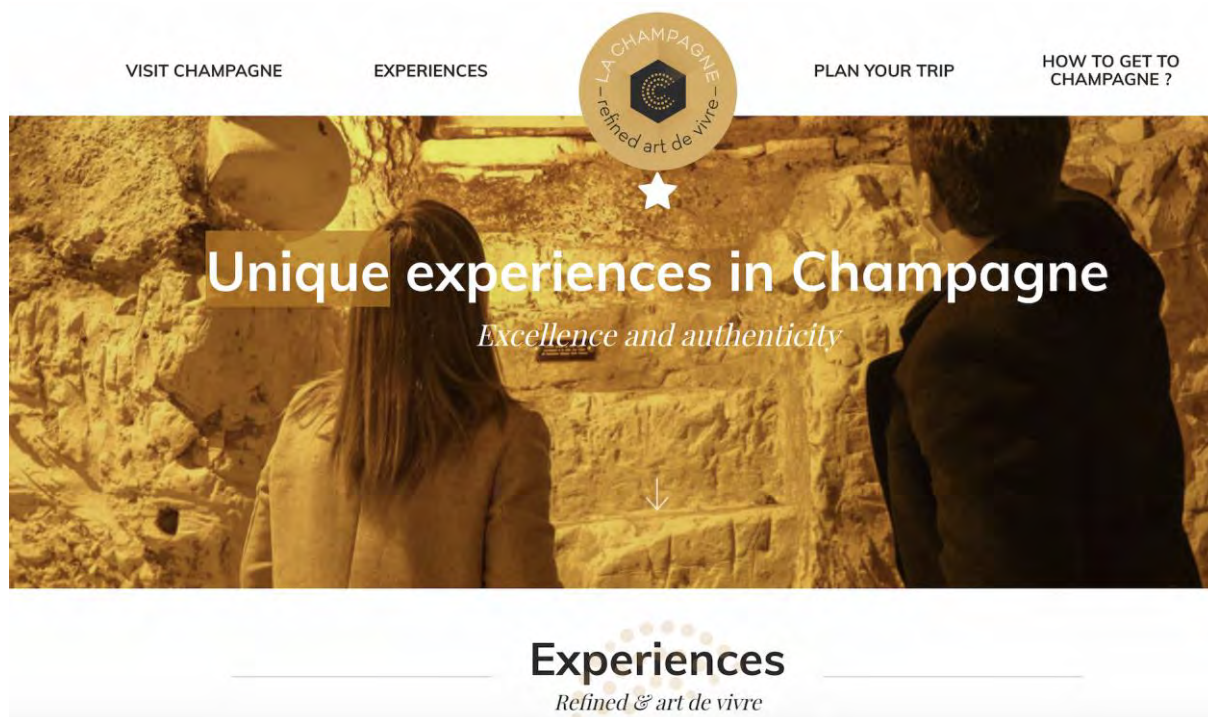 VISIT CHAMPAGNE
EXPERIENCES
LA CHAMPAGNE
refined art de vivre
PLAN YOUR TRIP
HOW TO GET TO
CHAMPAGNE ?
Unique experiences in Champagne
Excellence and authenticity
Experiences
Refined & art de vivre